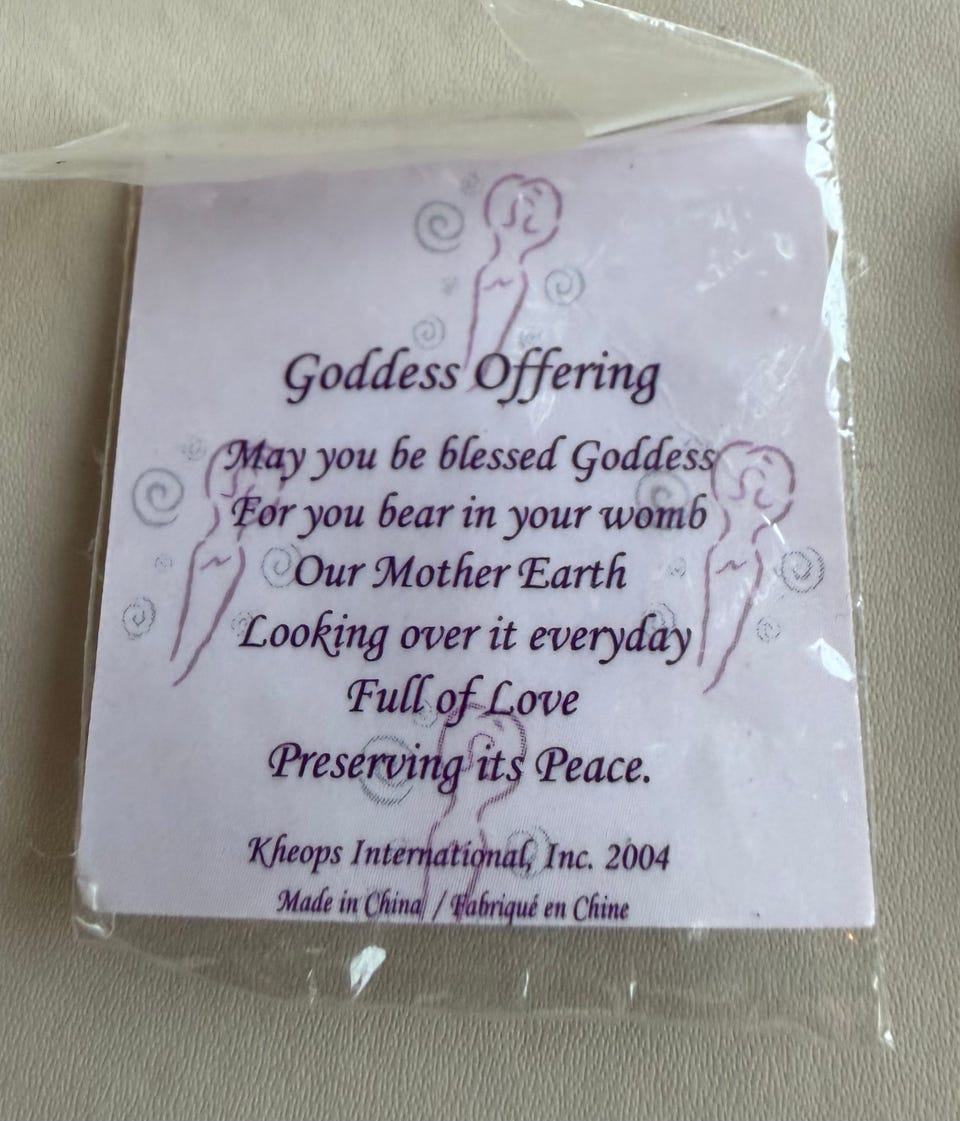 Goddess Offering
May you be blessed Goddess
For you bear in your womb
Our Mother Earth
Looking over it everyday
Full of Love
Preserving its Peace.
Kheops International, Inc. 2004
Made in China / Fabriqué en Chine